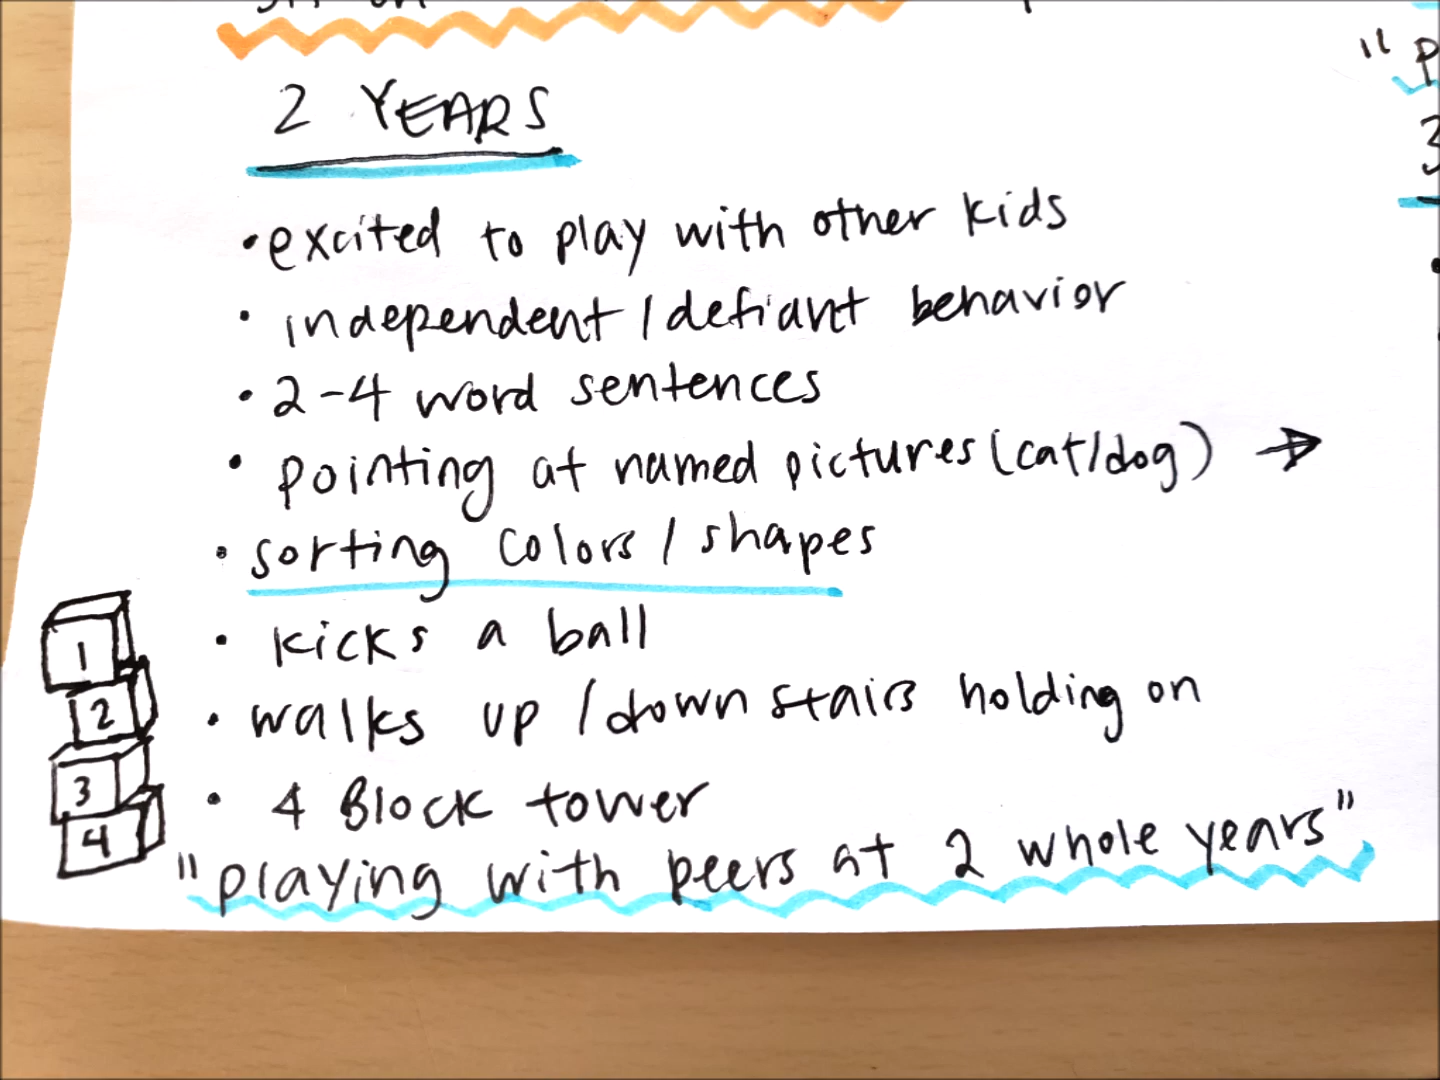 2 YEARS
• excited to play with other kids
• independent/defiant behavior
• 2-4 word sentences
• pointing at named pictures (cat/dog) →
• sorting colors/shapes
• kicks a ball
• walks up/down stairs holding on
• 4 Block tower
"playing with peers at 2 whole years"
1
2
3
4
"P
3